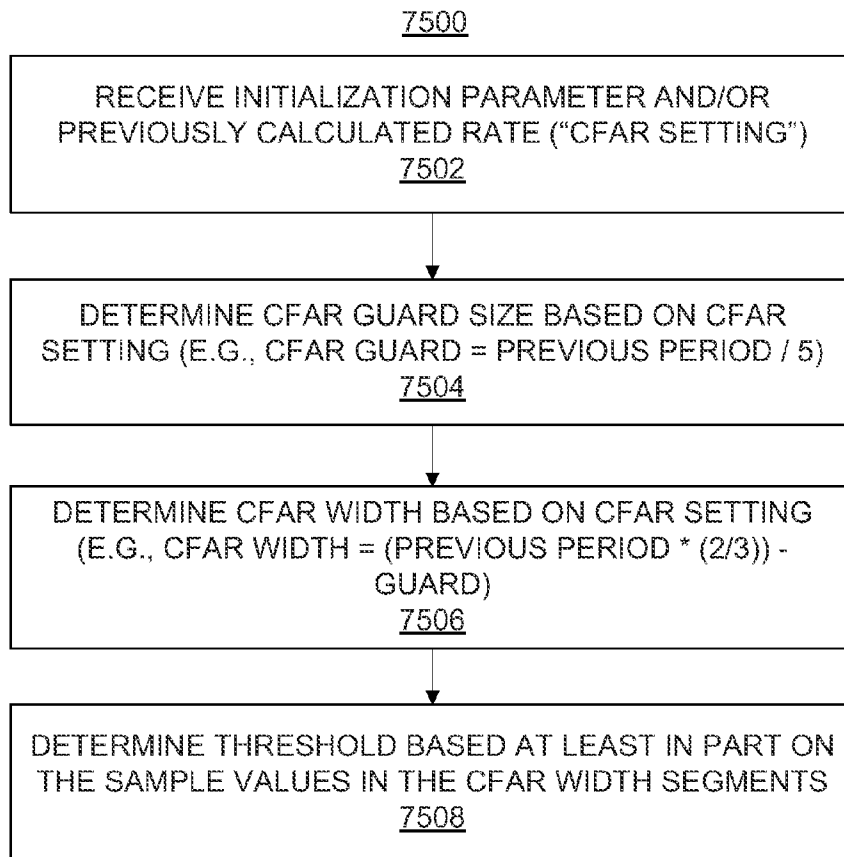 7500
RECEIVE INITIALIZATION PARAMETER AND/OR
PREVIOUSLY CALCULATED RATE (“CFAR SETTING”)
7502
DETERMINE CFAR GUARD SIZE BASED ON CFAR
SETTING (E.G., CFAR GUARD = PREVIOUS PERIOD / 5)
7504
DETERMINE CFAR WIDTH BASED ON CFAR SETTING
(E.G., CFAR WIDTH = (PREVIOUS PERIOD * (2/3)) -
GUARD)
7506
DETERMINE THRESHOLD BASED AT LEAST IN PART ON
THE SAMPLE VALUES IN THE CFAR WIDTH SEGMENTS
7508